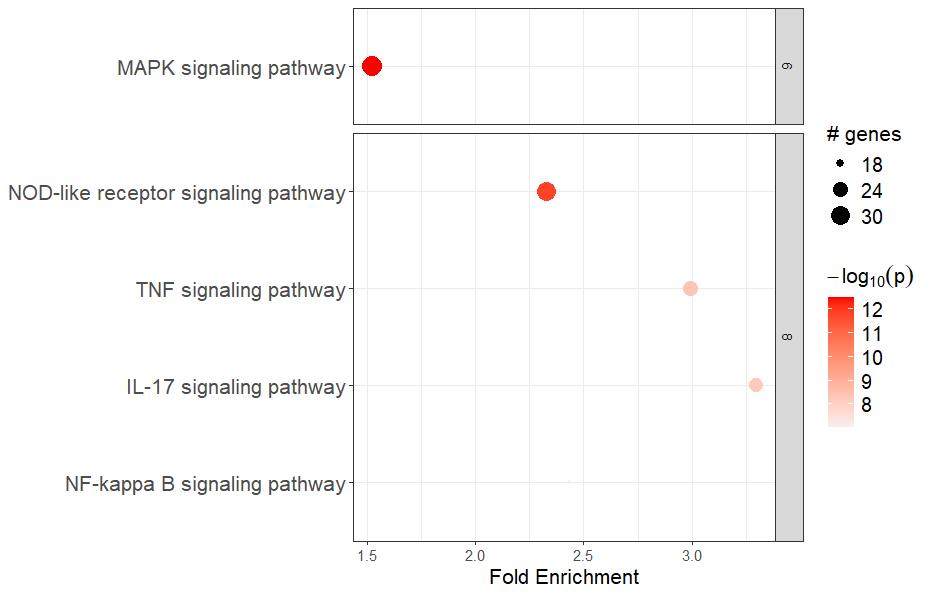 MAPK signaling pathway
9
NOD-like receptor signaling pathway
TNF signaling pathway
IL-17 signaling pathway
NF-kappa B signaling pathway
8
1.5 2.0 2.5 3.0
Fold Enrichment
# genes
18
24
30
−log10(p)
12
11
10
9
8